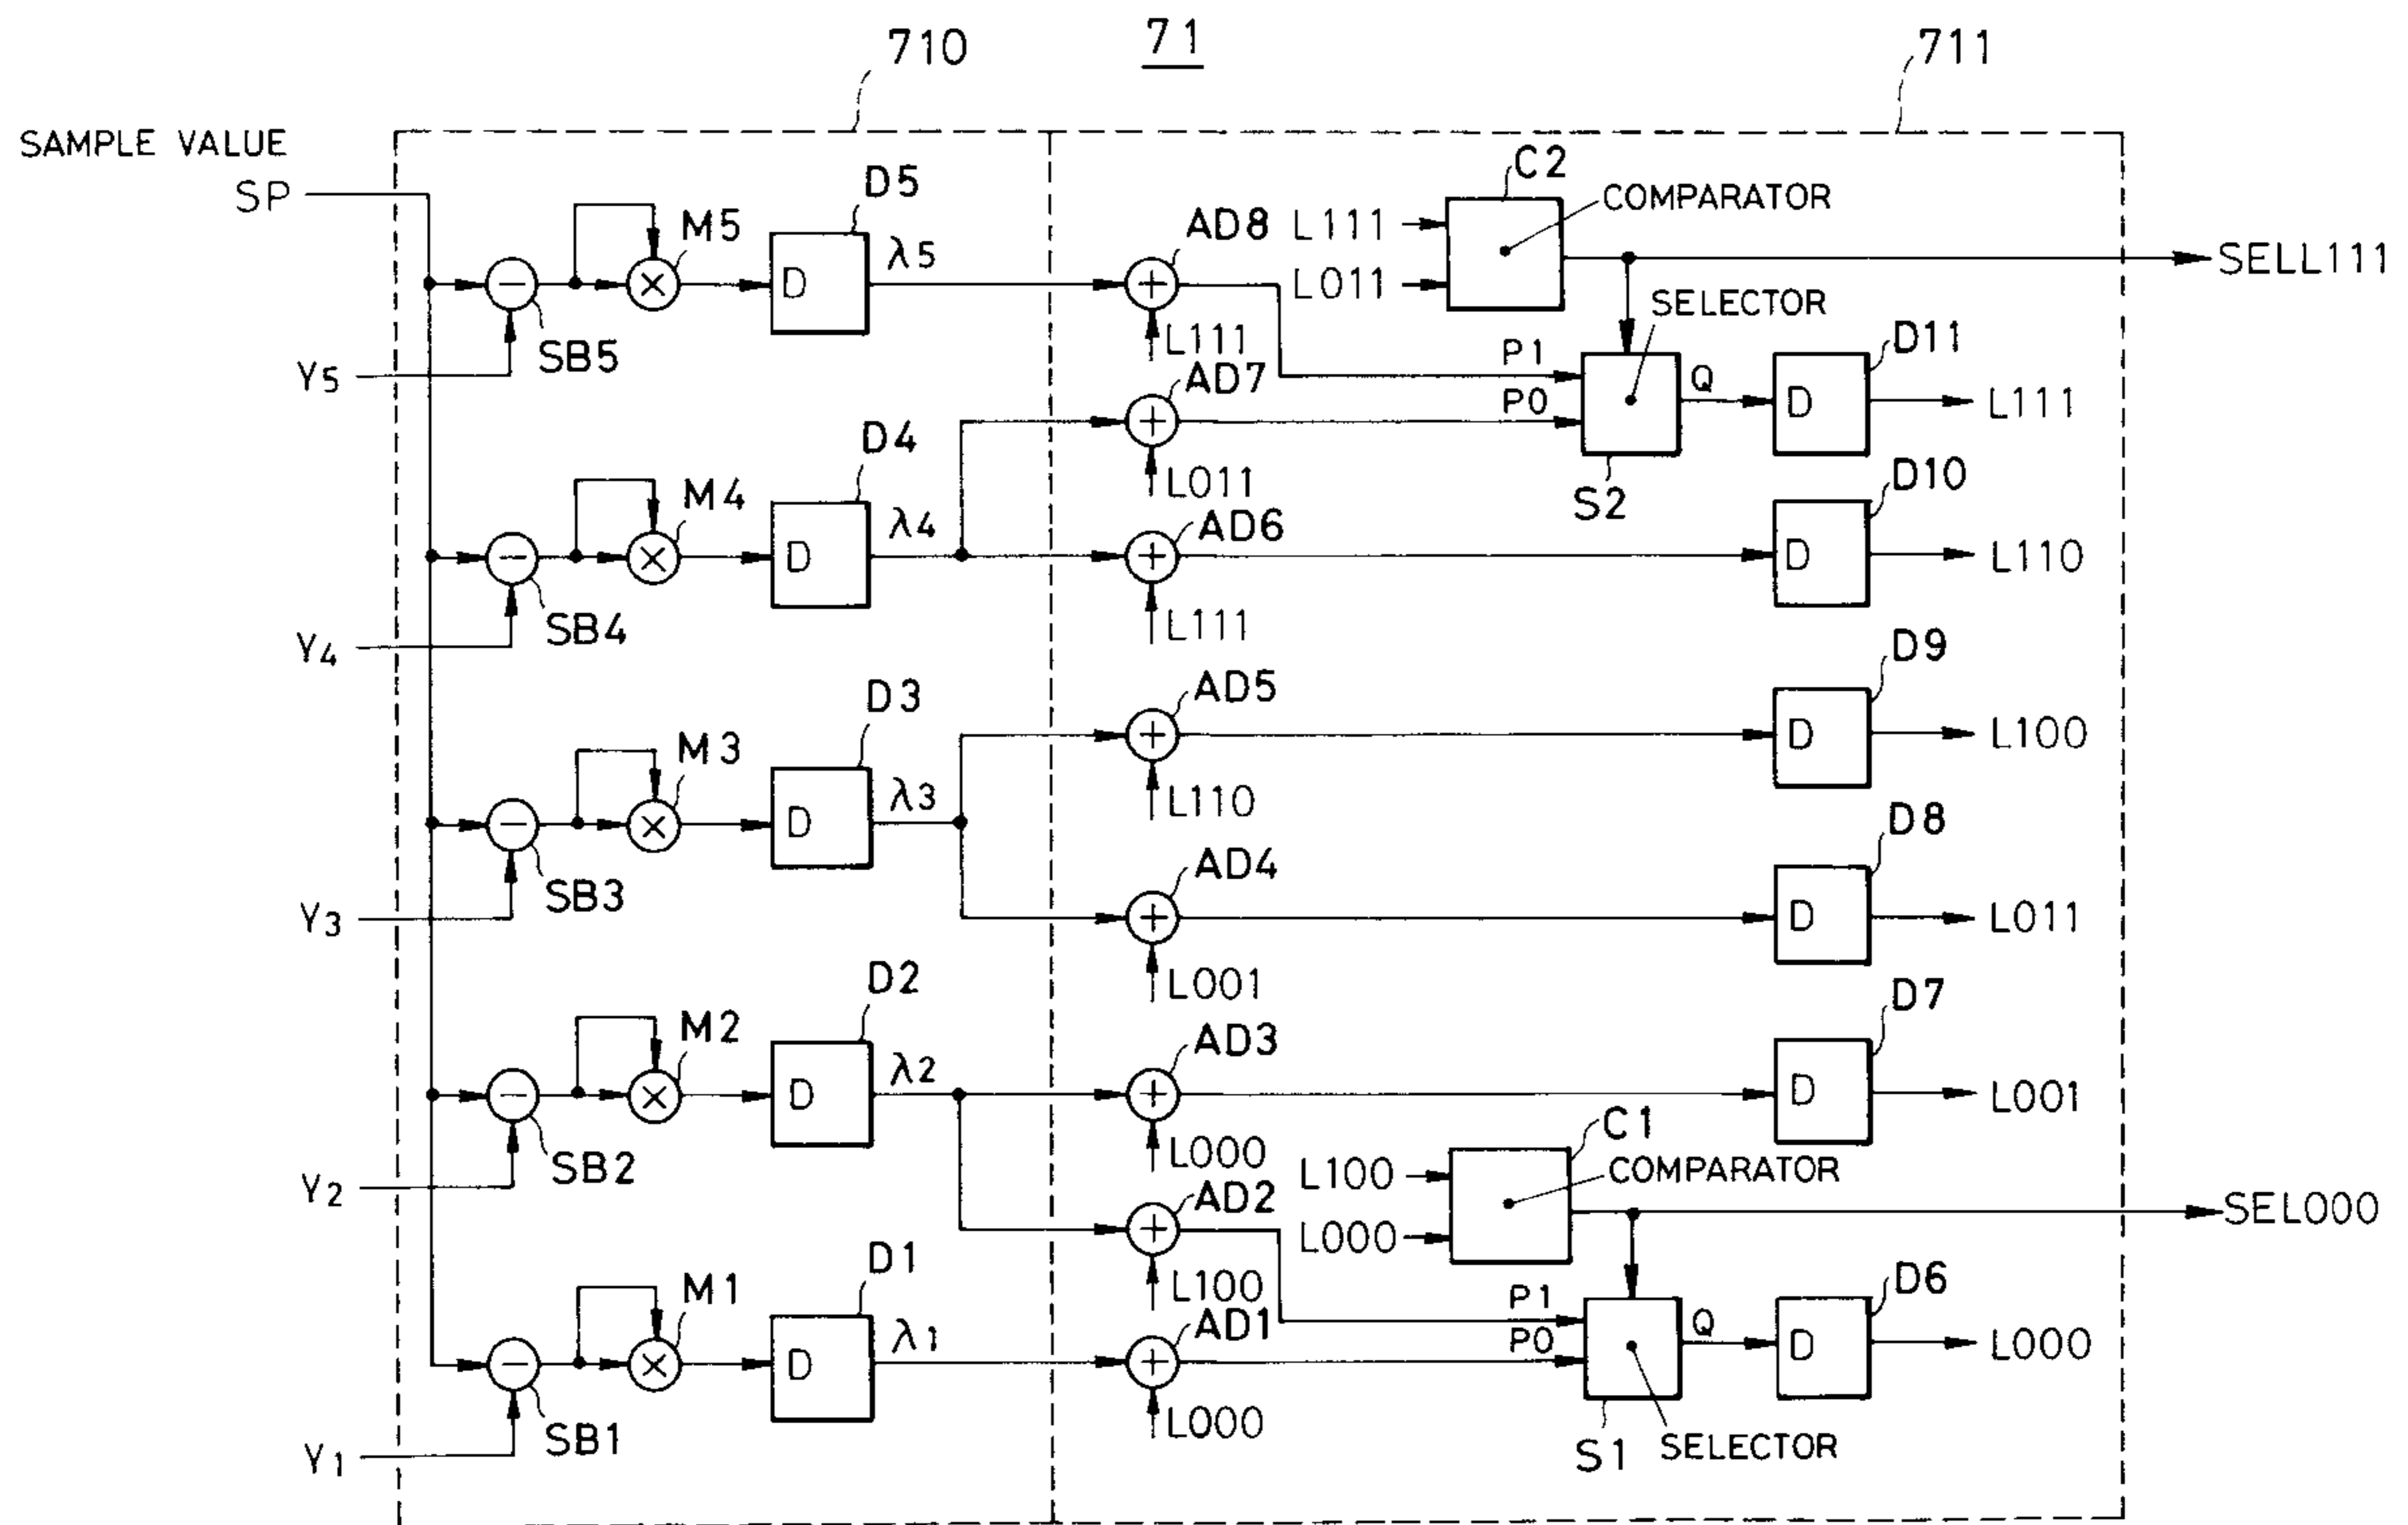 71
710
711
SAMPLE VALUE
SP
D5
C2
COMPARATOR
M5
λ5
AD8
L111
L011
SELL111
D
SB5
Y5
L111
SELECTOR
AD7
P1
P0
Q
D11
D
L111
S2
D4
M4
D
λ4
L011
AD6
D10
D
L110
SB4
Y4
L111
D3
M3
D
λ3
AD5
D9
D
L100
L110
SB3
Y3
AD4
D8
D
L011
L001
D2
M2
D
λ2
AD3
D7
D
L001
SB2
Y2
L000
C1
COMPARATOR
L100
L000
SEL000
AD2
L100
D1
M1
D
λ1
AD1
P1
P0
Q
D6
D
L000
SB1
Y1
L000
S1
SELECTOR